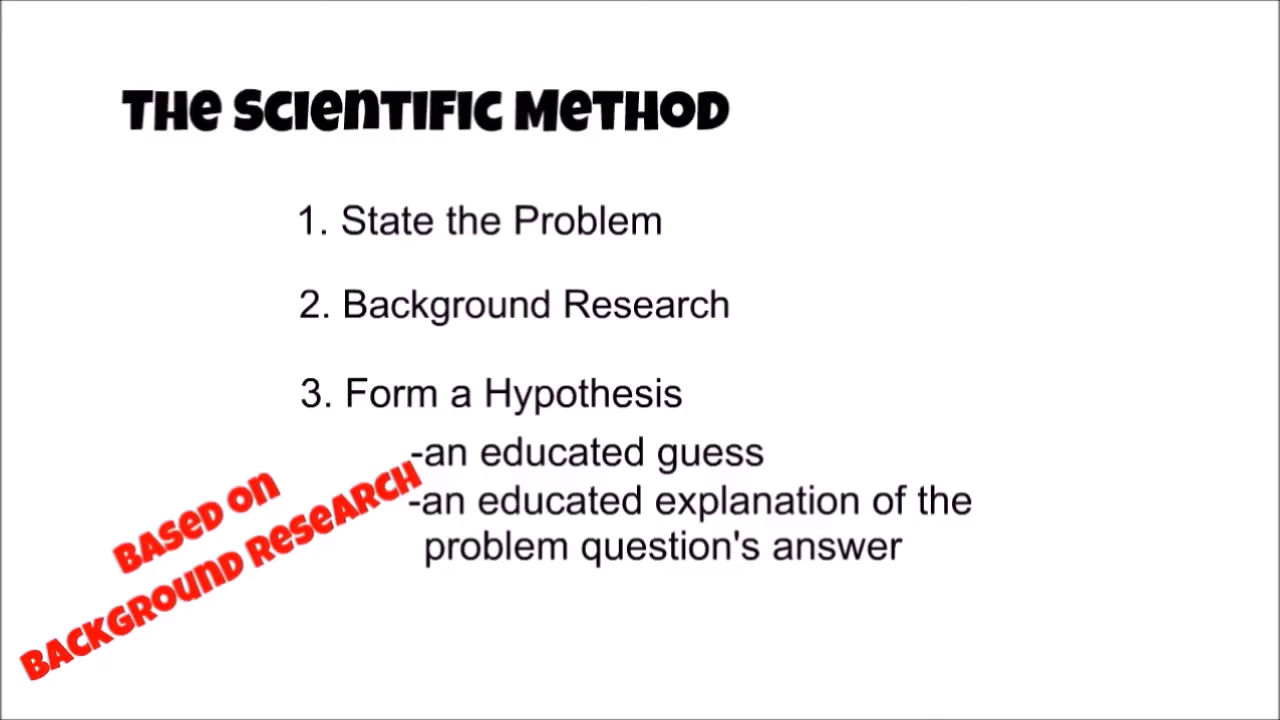 The Scientific Method
1. State the Problem
2. Background Research
3. Form a Hypothesis
-an educated guess
-an educated explanation of the
problem question's answer
Based on
Background Research